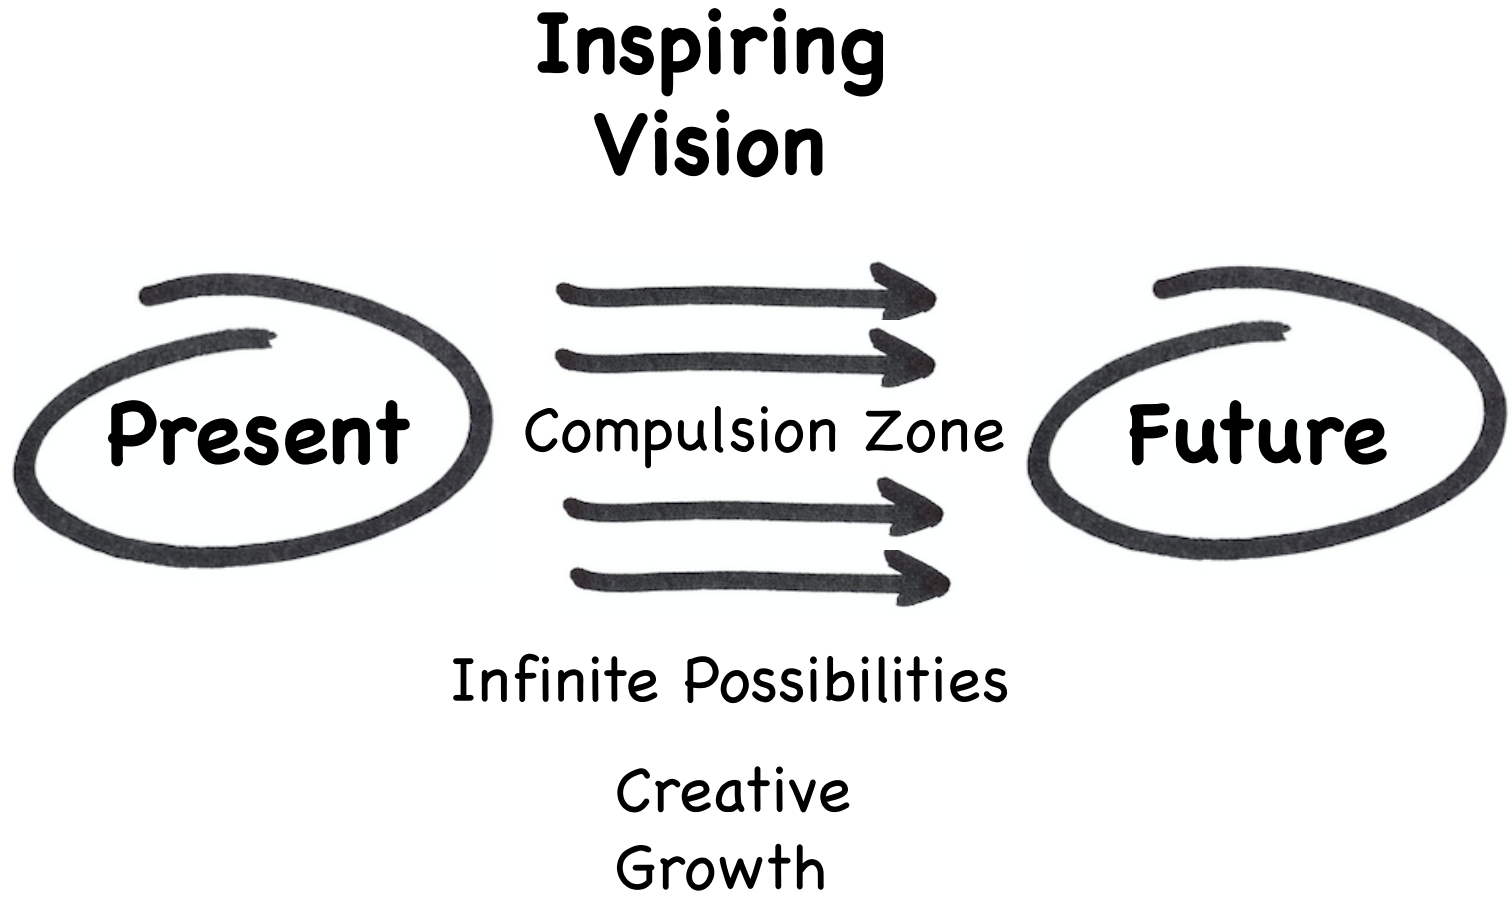 Inspiring
Vision
Present
Compulsion Zone
Future
Infinite Possibilities
Creative
Growth